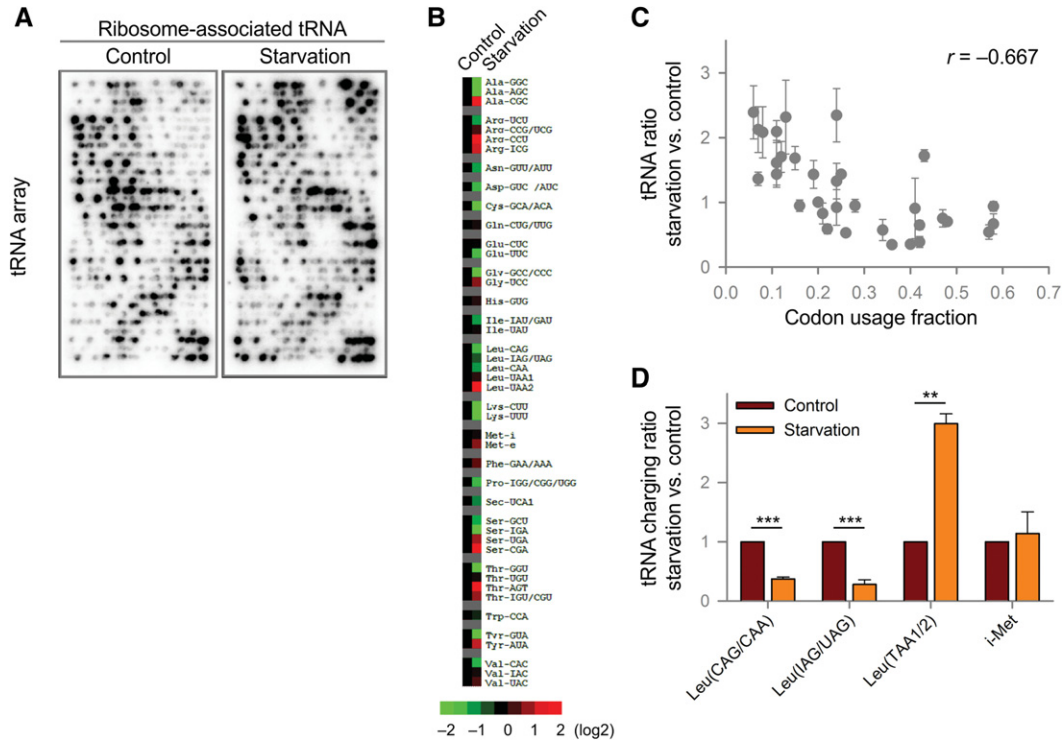 A
Ribosome-associated tRNA
Control
Starvation
tRNA array
B
Control
Starvation
Ala-GGC
Ala-AGC
Ala-CGC
Arg-UCU
Arg-CCG/UCG
Arg-CCU
Arg-ICG
Asn-GUU/AUU
Asp-GUC /AUC
Cys-GCA/ACA
Gln-CUG/UUG
Glu-CUC
Glu-UUC
Gly-GCC/CCC
Gly-UCC
His-GUG
Ile-IAU/GAU
Ile-UAU
Leu-CAG
Leu-IAG/UAG
Leu-CAA
Leu-UAA1
Leu-UAA2
Lys-CUU
Lys-UUU
Met-i
Met-e
Phe-GAA/AAA
Pro-IGG/CGG/UGG
Sec-UCA1
Ser-GCU
Ser-IGA
Ser-UGA
Ser-CGA
Thr-GGU
Thr-UGU
Thr-AGT
Thr-IGU/CGU
Trp-CCA
Tyr-GUA
Tyr-AUA
Val-CAC
Val-IAC
Val-UAC
−2 −1 0 1 2 (log2)
C
r = −0.667
tRNA ratio
starvation vs. control
3
2
1
0
0.0 0.1 0.2 0.3 0.4 0.5 0.6 0.7
Codon usage fraction
D
Control
Starvation
tRNA charging ratio
starvation vs. control
3
2
1
0
***
***
**
Leu(CAG/CAA)
Leu(IAG/UAG)
Leu(TAA1/2)
i-Met